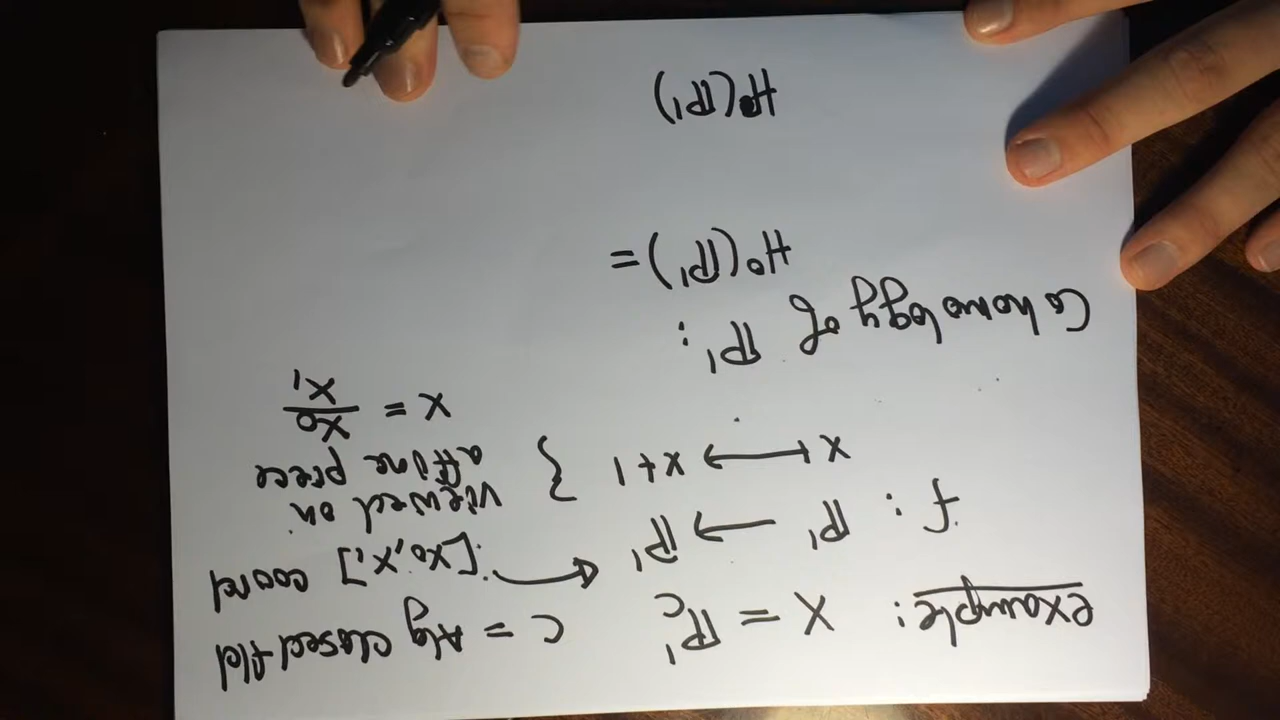 example: X = ℙ¹_C C = Alg closed fld
f: ℙ¹ → ℙ¹ [x₀, x₁] coord
x ⟼ x+1 } viewed on affine piece
x = x₀/x₁
Cohomology of ℙ¹:
H⁰(ℙ¹) =
H⁰(ℙ¹)